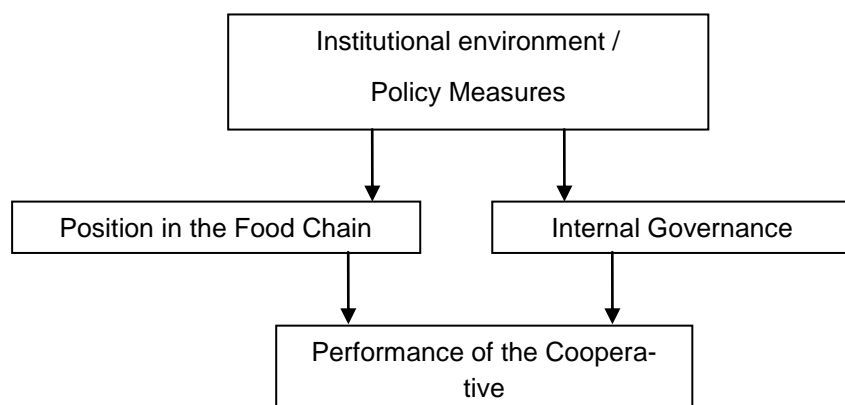 Institutional environment /
Policy Measures
Position in the Food Chain
Internal Governance
Performance of the Coopera-
tive